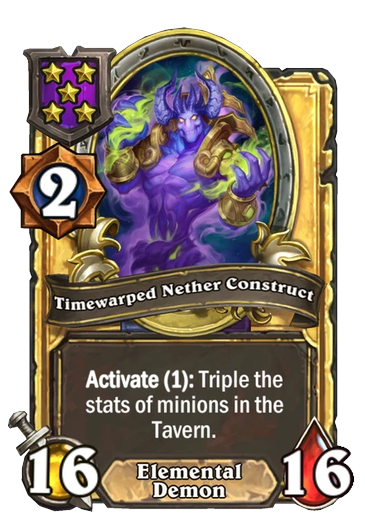 2
Timewarped Nether Construct
Activate (1): Triple the
stats of minions in the
Tavern.
16
Elemental
Demon
16